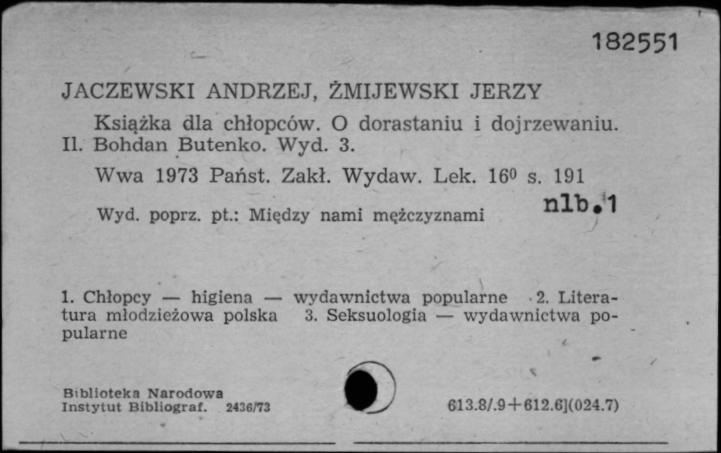 182551
JACZEWSKI ANDRZEJ, ŻMIJEWSKI JERZY
Książka dla chłopców. O dorastaniu i dojrzewaniu.
Il. Bohdan Butenko. Wyd. 3.
Wwa 1973 Państ. Zakł. Wydaw. Lek. 16⁰ s. 191
nlb.1
Wyd. poprz. pt.: Między nami mężczyznami
1. Chłopcy — higiena — wydawnictwa popularne 2. Litera-
tura młodzieżowa polska 3. Seksuologia — wydawnictwa po-
pularne
Biblioteka Narodowa
Instytut Bibliograf. 2436/73
613.8/.9+612.6](024.7)